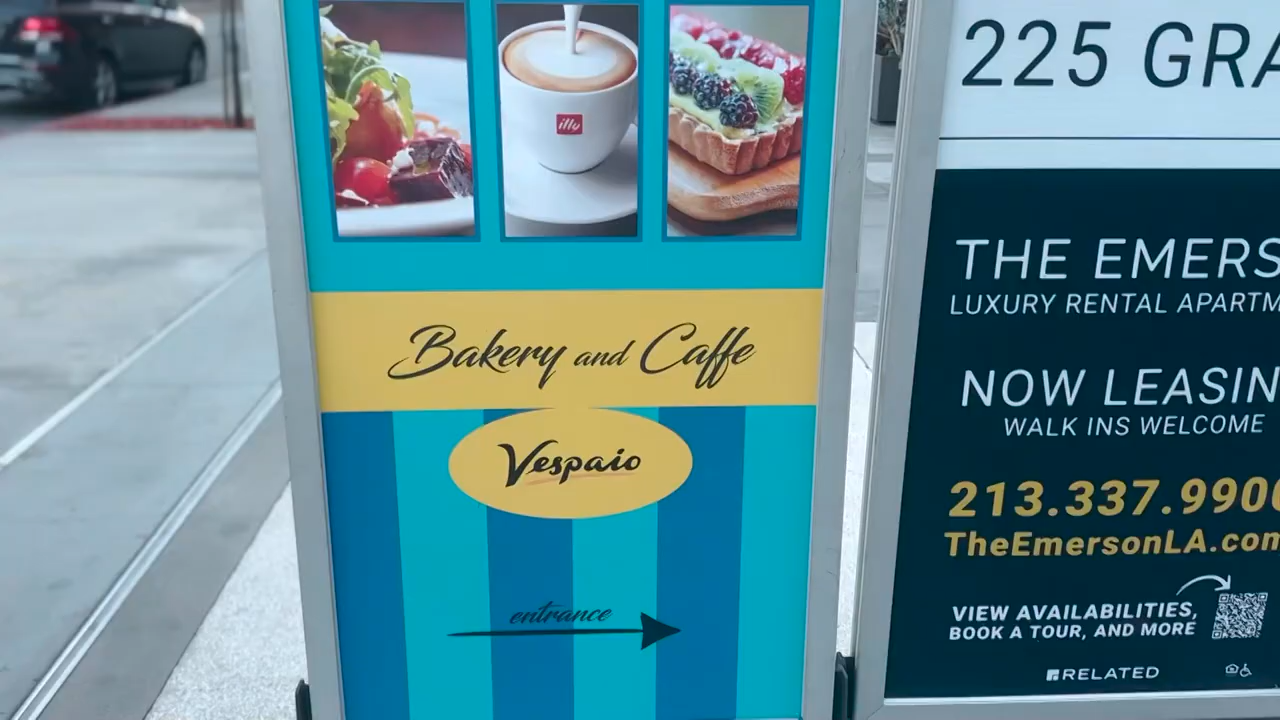 illy
Bakery and Caffe
Vespaio
entrance
225 GRA
THE EMERS
LUXURY RENTAL APARTM
NOW LEASIN
WALK INS WELCOME
213.337.990
TheEmersonLA.com
VIEW AVAILABILITIES,
BOOK A TOUR, AND MORE
RELATED